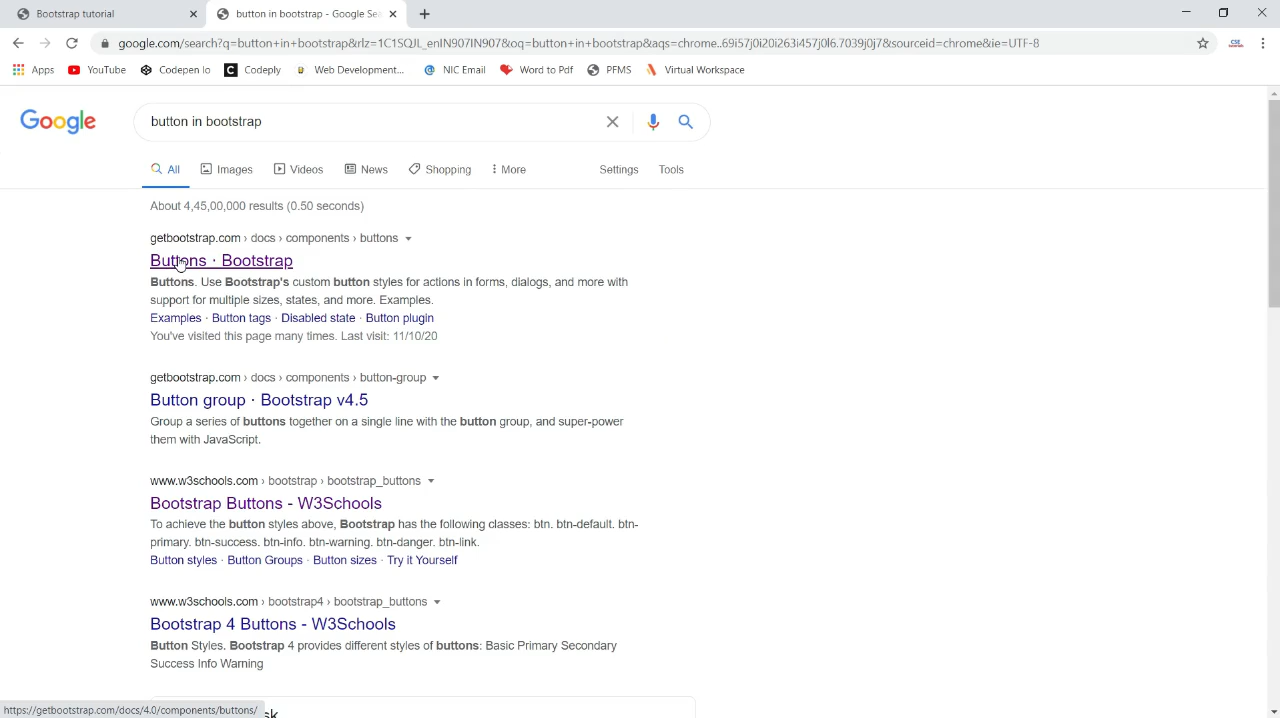 Bootstrap tutorial
button in bootstrap - Google Sea
google.com/search?q=button+in+bootstrap&rlz=1C1SQJL_enIN907IN907&oq=button+in+bootstrap&aqs=chrome..69i57j0i20i263i457j0l6.7039j0j7&sourceid=chrome&ie=UTF-8
Apps
YouTube
Codepen Io
Codeply
Web Development...
NIC Email
Word to Pdf
PFMS
Virtual Workspace
Google
button in bootstrap
All
Images
Videos
News
Shopping
More
Settings
Tools
About 4,45,00,000 results (0.50 seconds)
getbootstrap.com › docs › components › buttons
Buttons · Bootstrap
Buttons. Use Bootstrap's custom button styles for actions in forms, dialogs, and more with
support for multiple sizes, states, and more. Examples.
Examples · Button tags · Disabled state · Button plugin
You've visited this page many times. Last visit: 11/10/20
getbootstrap.com › docs › components › button-group
Button group · Bootstrap v4.5
Group a series of buttons together on a single line with the button group, and super-power
them with JavaScript.
www.w3schools.com › bootstrap › bootstrap_buttons
Bootstrap Buttons - W3Schools
To achieve the button styles above, Bootstrap has the following classes: btn. btn-default. btn-
primary. btn-success. btn-info. btn-warning. btn-danger. btn-link.
Button styles · Button Groups · Button sizes · Try it Yourself
www.w3schools.com › bootstrap4 › bootstrap_buttons
Bootstrap 4 Buttons - W3Schools
Button Styles. Bootstrap 4 provides different styles of buttons: Basic Primary Secondary
Success Info Warning
https://getbootstrap.com/docs/4.0/components/buttons/